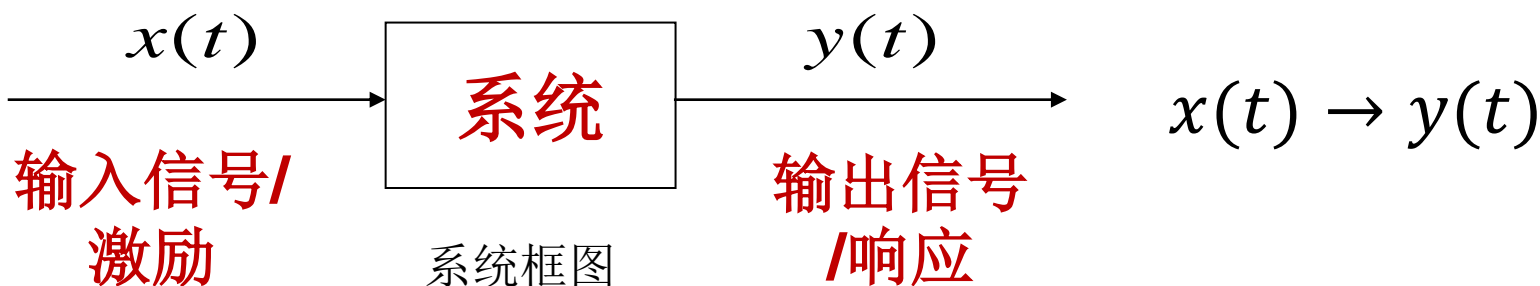 x(t)
系统
y(t)
x(t) → y(t)
输入信号/
激励
系统框图
输出信号
/响应